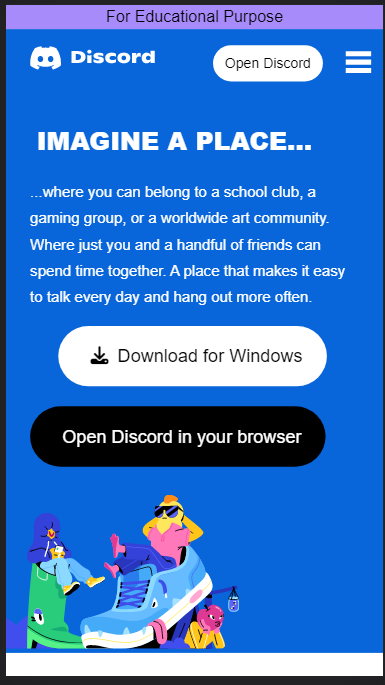 For Educational Purpose
Discord
Open Discord
IMAGINE A PLACE...
...where you can belong to a school club, a
gaming group, or a worldwide art community.
Where just you and a handful of friends can
spend time together. A place that makes it easy
to talk every day and hang out more often.
Download for Windows
Open Discord in your browser